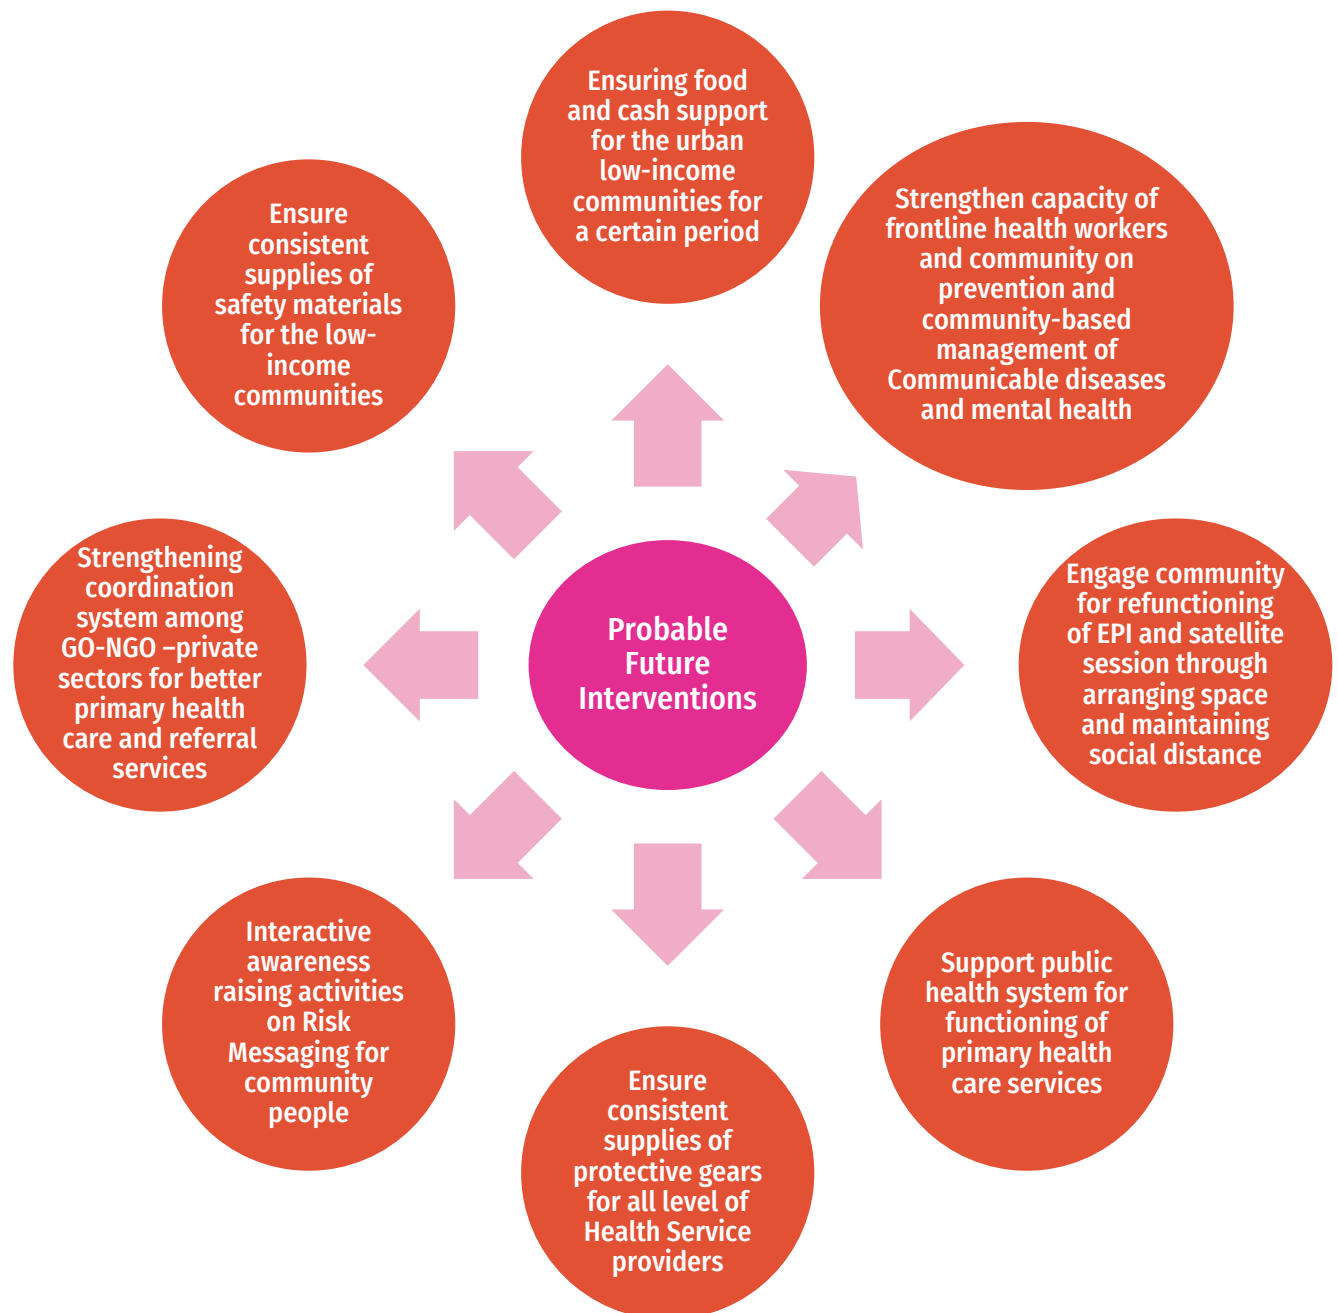 Ensuring food
and cash support
for the urban
low-income
communities for
a certain period
Strengthen capacity of
frontline health workers
and community on
prevention and
community-based
management of
Communicable diseases
and mental health
Engage community
for refunctioning
of EPI and satellite
session through
arranging space
and maintaining
social distance
Support public
health system for
functioning of
primary health
care services
Ensure
consistent
supplies of
protective gears
for all level of
Health Service
providers
Interactive
awareness
raising activities
on Risk
Messaging for
community
people
Strengthening
coordination
system among
GO-NGO –private
sectors for better
primary health
care and referral
services
Ensure
consistent
supplies of
safety materials
for the low-
income
communities
Probable
Future
Interventions